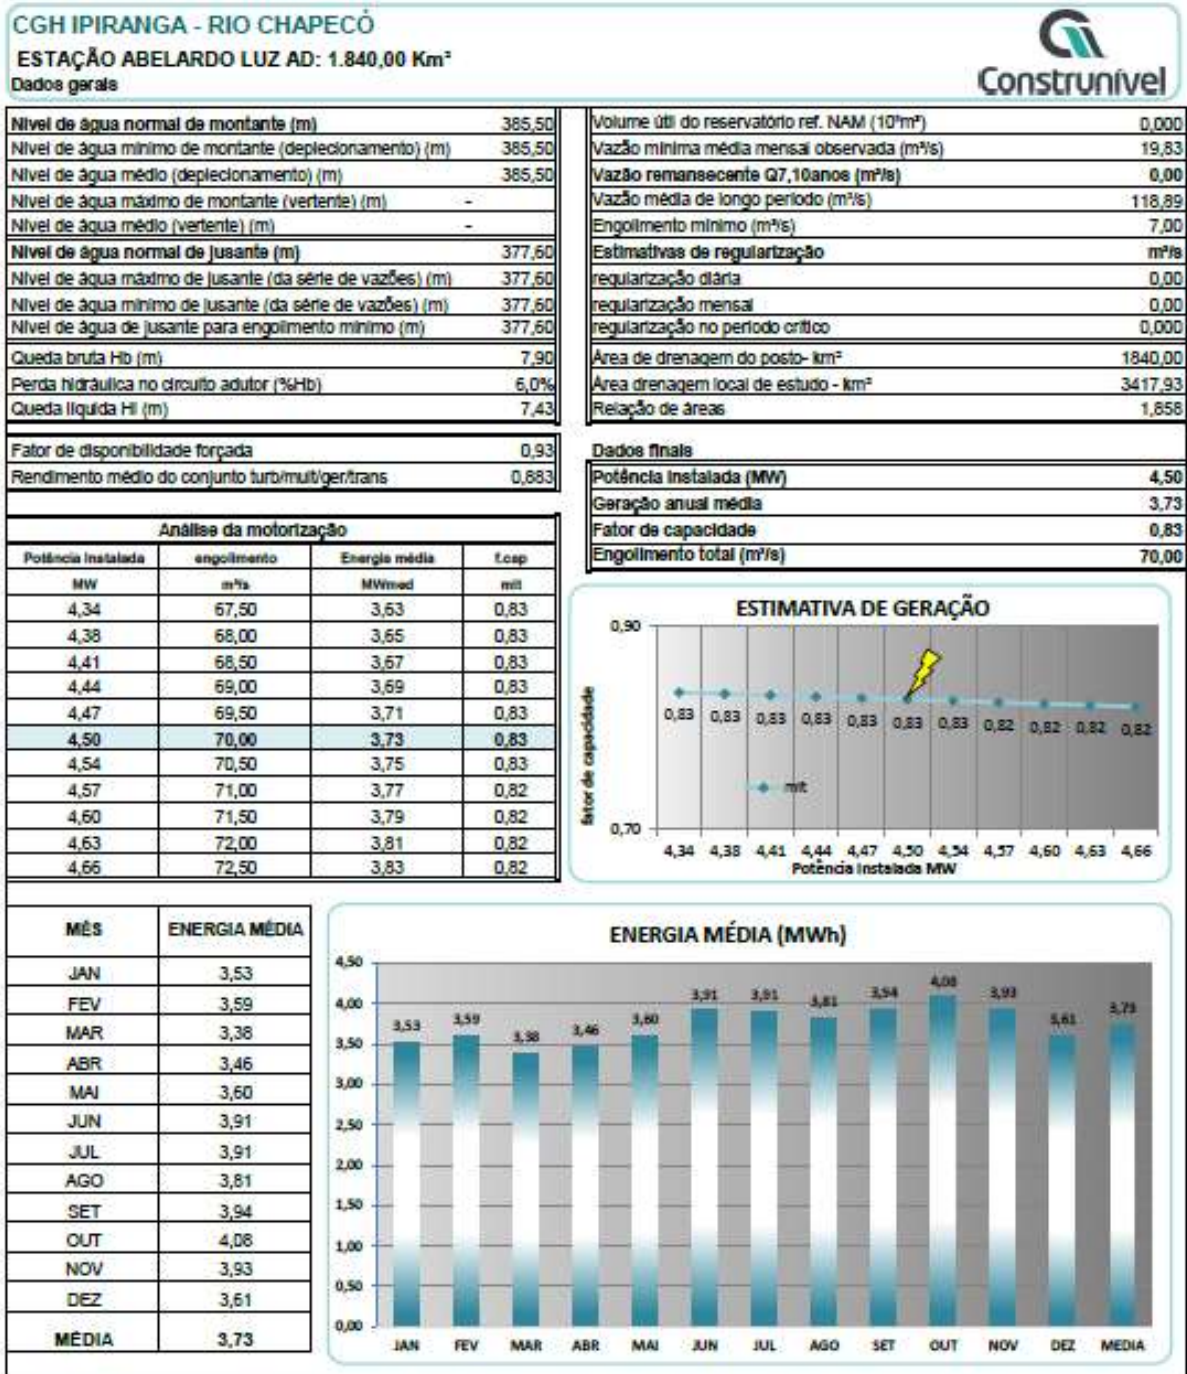 CGH IPIRANGA - RIO CHAPECÓ
ESTAÇÃO ABELARDO LUZ AD: 1.840,00 Km²
Dados gerais
Construnível
Nível de água normal de montante (m) 385,50
Nível de água mínimo de montante (deplecionamento) (m) 385,50
Nível de água médio (deplecionamento) (m) 385,50
Nível de água máximo de montante (vertente) (m) -
Nível de água médio (vertente) (m) -
Nível de água normal de jusante (m) 377,60
Nível de água máximo de jusante (da série de vazões) (m) 377,60
Nível de água mínimo de jusante (da série de vazões) (m) 377,60
Nível de água de jusante para engolimento mínimo (m) 377,60
Queda bruta Hb (m) 7,90
Perda hidráulica no circuito adutor (%Hb) 6,0%
Queda líquida Hl (m) 7,43
Fator de disponibilidade forçada 0,93
Rendimento médio do conjunto turb/mult/ger/trans 0,883
Volume útil do reservatório ref. NAM (10³m³) 0,000
Vazão mínima média mensal observada (m³/s) 19,83
Vazão remansecente Q7,10anos (m³/s) 0,00
Vazão média de longo período (m³/s) 118,89
Engolimento mínimo (m³/s) 7,00
Estimativas de regularização m³/s
regularização diária 0,00
regularização mensal 0,00
regularização no período crítico 0,000
Área de drenagem do posto- km² 1840,00
Área drenagem local de estudo - km² 3417,93
Relação de áreas 1,858
Dados finais
Potência Instalada (MW) 4,50
Geração anual média 3,73
Fator de capacidade 0,83
Engolimento total (m³/s) 70,00
Análise da motorização
Potência Instalada engolimento Energia média f.cap
MW m³/s MWmed mlt
4,34 67,50 3,63 0,83
4,38 68,00 3,65 0,83
4,41 68,50 3,67 0,83
4,44 69,00 3,69 0,83
4,47 69,50 3,71 0,83
4,50 70,00 3,73 0,83
4,54 70,50 3,75 0,83
4,57 71,00 3,77 0,82
4,60 71,50 3,79 0,82
4,63 72,00 3,81 0,82
4,66 72,50 3,83 0,82
ESTIMATIVA DE GERAÇÃO
fator de capacidade
0,90
0,83 0,83 0,83 0,83 0,83 0,83 0,83 0,82 0,82 0,82 0,82
mlt
0,70
4,34 4,38 4,41 4,44 4,47 4,50 4,54 4,57 4,60 4,63 4,66
Potência Instalada MW
MÊS ENERGIA MÉDIA
JAN 3,53
FEV 3,59
MAR 3,38
ABR 3,46
MAI 3,60
JUN 3,91
JUL 3,91
AGO 3,81
SET 3,94
OUT 4,08
NOV 3,93
DEZ 3,61
MÉDIA 3,73
ENERGIA MÉDIA (MWh)
4,50
4,00
3,50
3,00
2,50
2,00
1,50
1,00
0,50
0,00
3,53 3,59 3,38 3,46 3,60 3,91 3,91 3,81 3,94 4,08 3,93 3,61 3,73
JAN FEV MAR ABR MAI JUN JUL AGO SET OUT NOV DEZ MEDIA